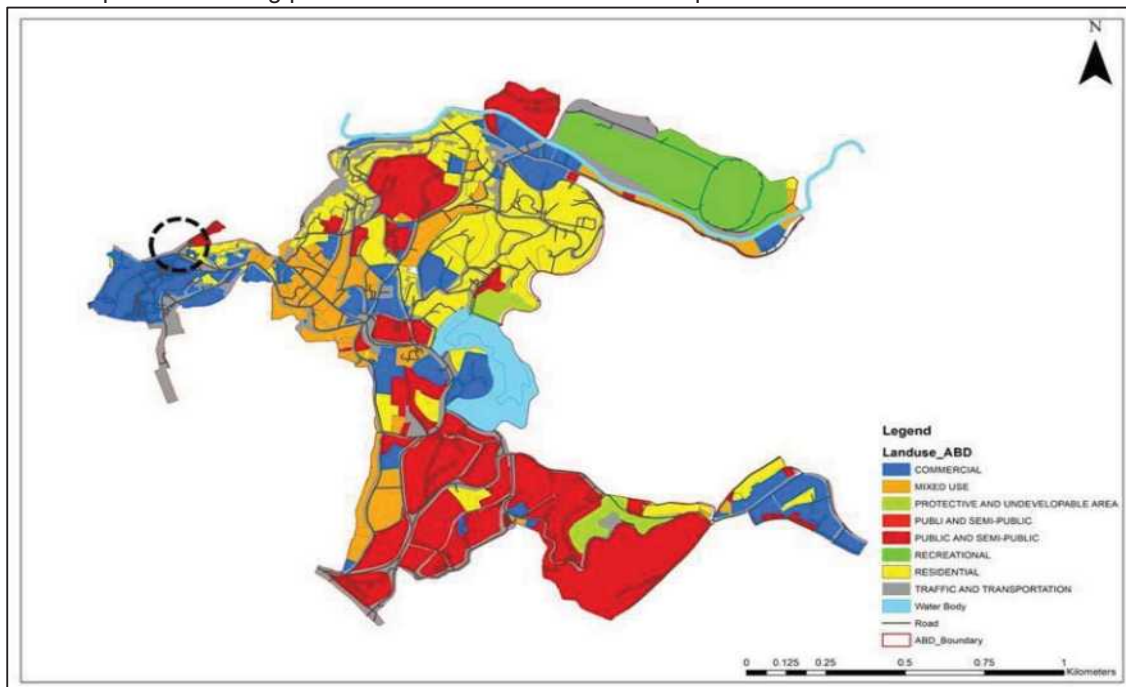 N
Legend
Landuse_ABD
COMMERCIAL
MIXED USE
PROTECTIVE AND UNDEVELOPABLE AREA
PUBLI AND SEMI-PUBLIC
PUBLIC AND SEMI-PUBLIC
RECREATIONAL
RESIDENTIAL
TRAFFIC AND TRANSPORTATION
Water Body
Road
ABD_Boundary
0 0.125 0.25 0.5 0.75 1
Kilometers